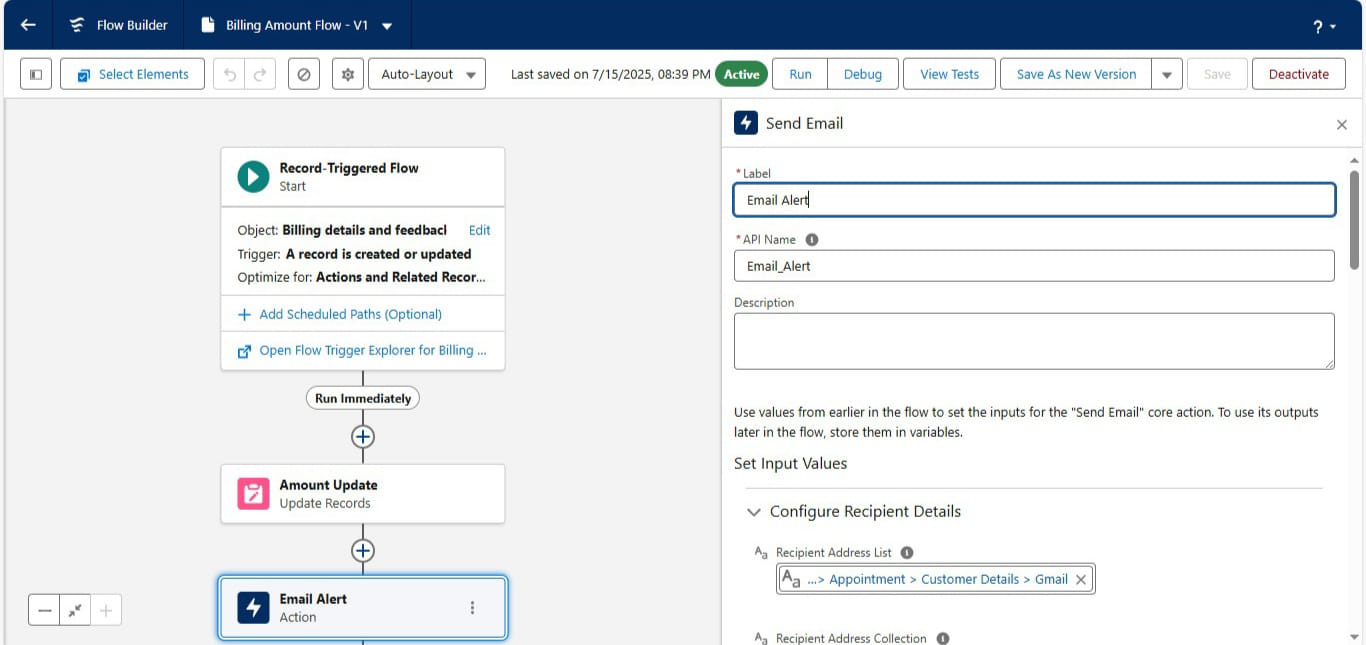 Flow Builder
Billing Amount Flow - V1
?
Select Elements
Auto-Layout
Last saved on 7/15/2025, 08:39 PM
Active
Run
Debug
View Tests
Save As New Version
Save
Deactivate
Record-Triggered Flow
Start
Object: Billing details and feedbacl
Edit
Trigger: A record is created or updated
Optimize for: Actions and Related Recor...
Add Scheduled Paths (Optional)
Open Flow Trigger Explorer for Billing ...
Run Immediately
Amount Update
Update Records
Email Alert
Action
Send Email
*Label
Email Alert
*API Name
Email_Alert
Description
Use values from earlier in the flow to set the inputs for the "Send Email" core action. To use its outputs
later in the flow, store them in variables.
Set Input Values
Configure Recipient Details
Aa Recipient Address List
Aa ...> Appointment > Customer Details > Gmail
Aa Recipient Address Collection